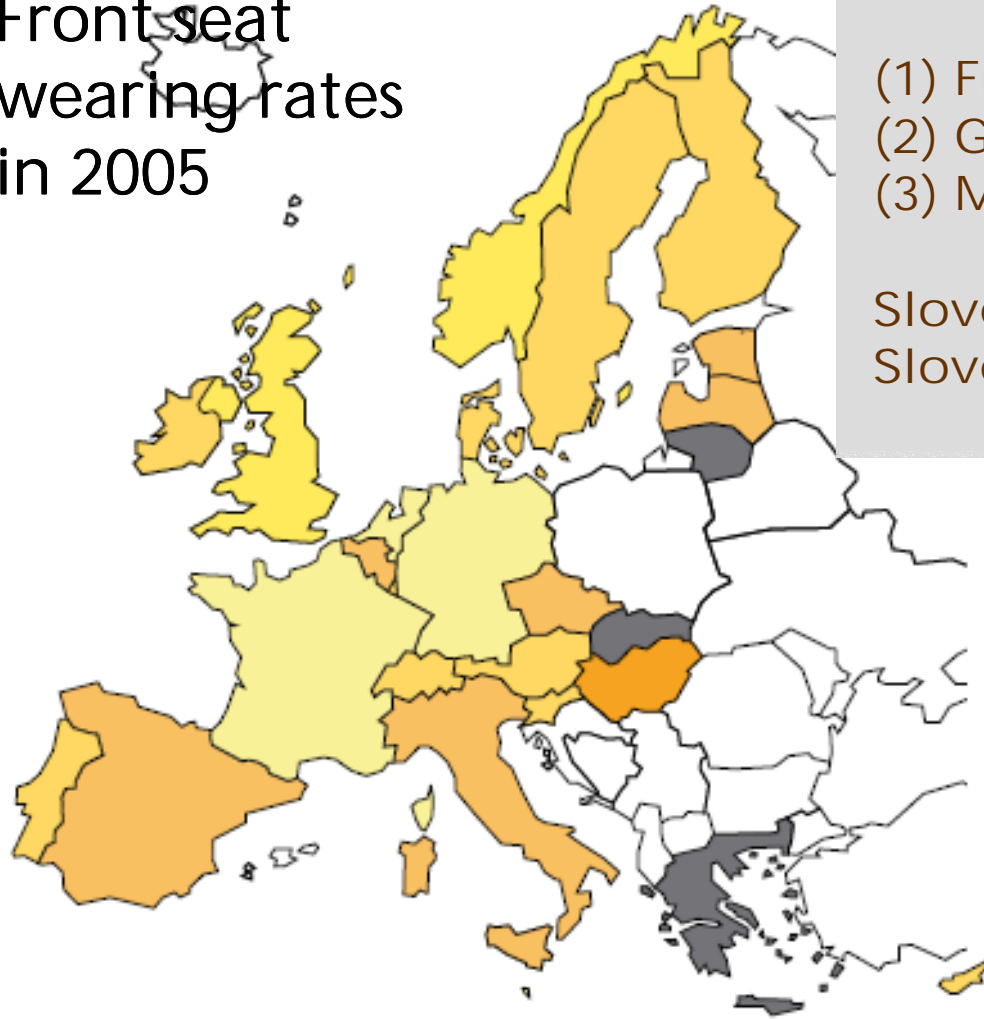 Front seat
wearing rates
in 2005
(1) F
(2) G
(3) M
Slove
Slove